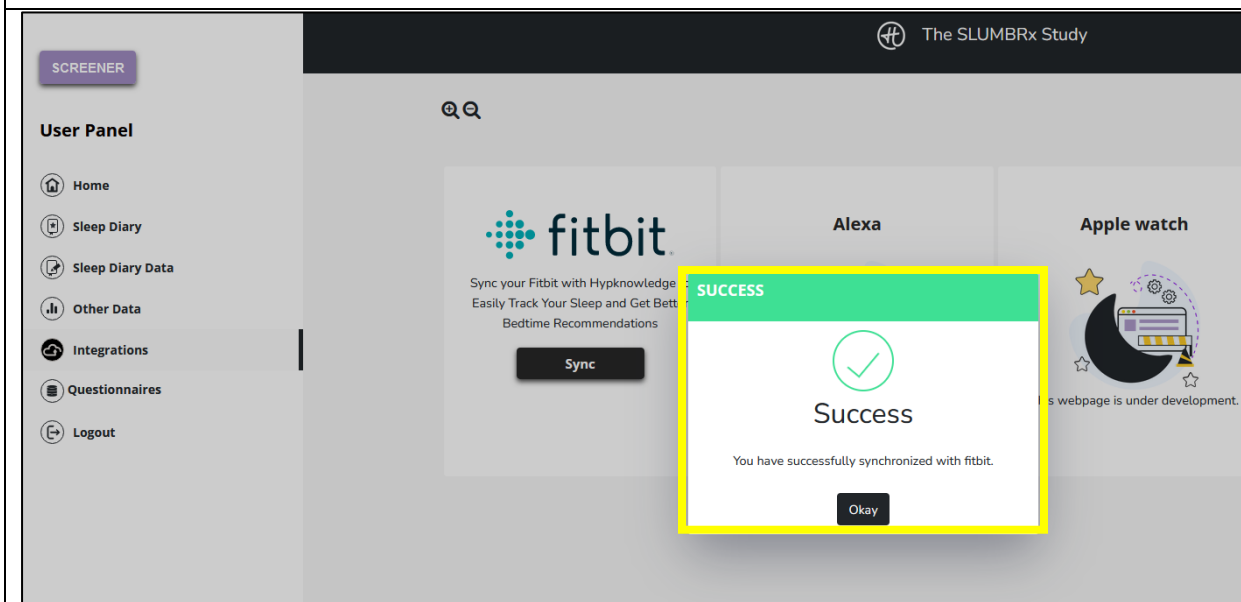 The SLUMBRx Study
SCREENER
User Panel
Home
Sleep Diary
Sleep Diary Data
Other Data
Integrations
Questionnaires
Logout
fitbit
Sync your Fitbit with Hypknowledge
Easily Track Your Sleep and Get
Bedtime Recommendations
Sync
Alexa
Apple watch
webpage is under development.
SUCCESS
Success
You have successfully synchronized with fitbit.
Okay